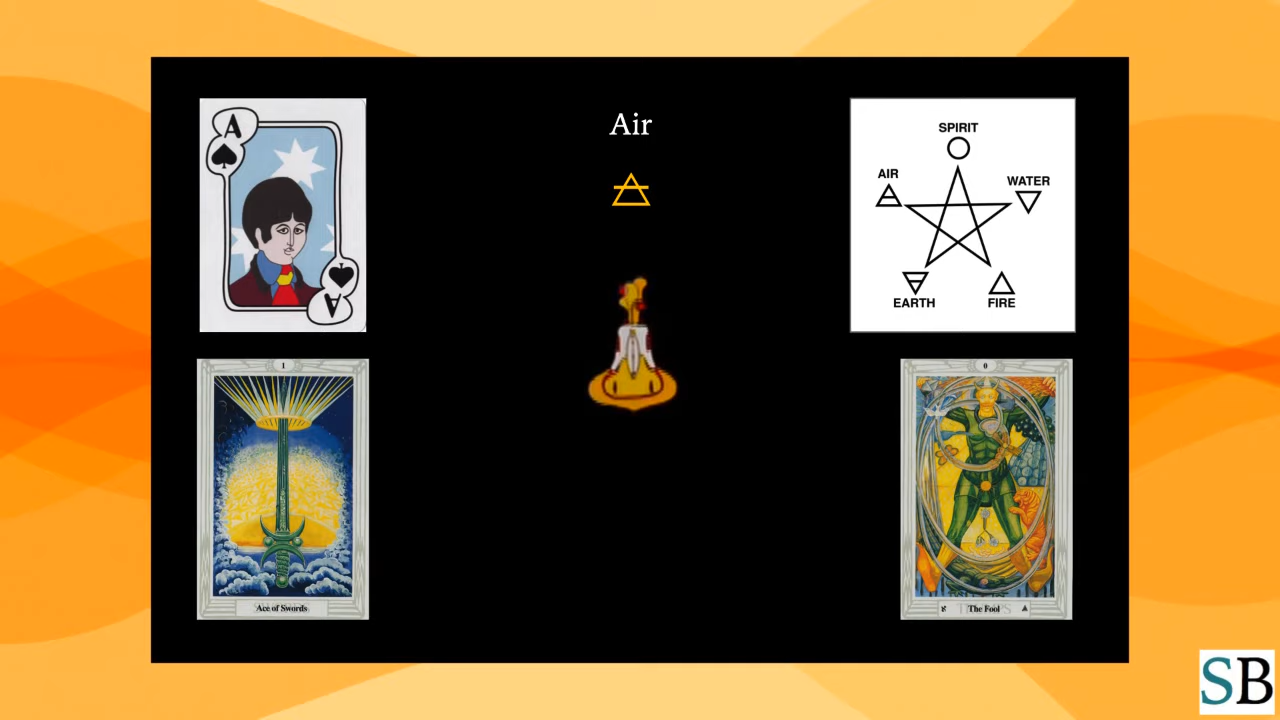 A
Air
SPIRIT
AIR
WATER
EARTH
FIRE
A
1
Ace of Swords
0
The Fool
SB